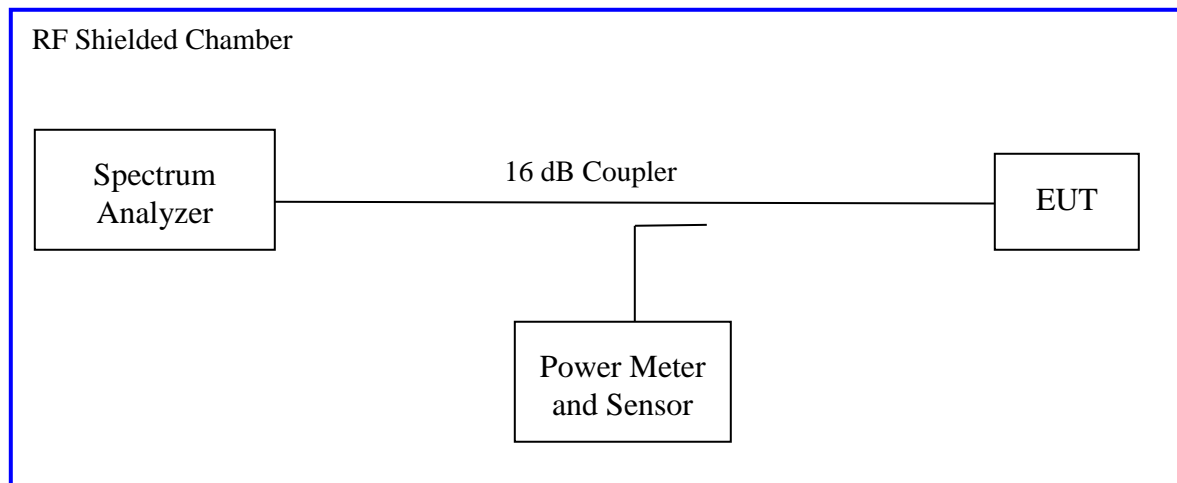 RF Shielded Chamber
Spectrum
Analyzer
16 dB Coupler
EUT
Power Meter
and Sensor